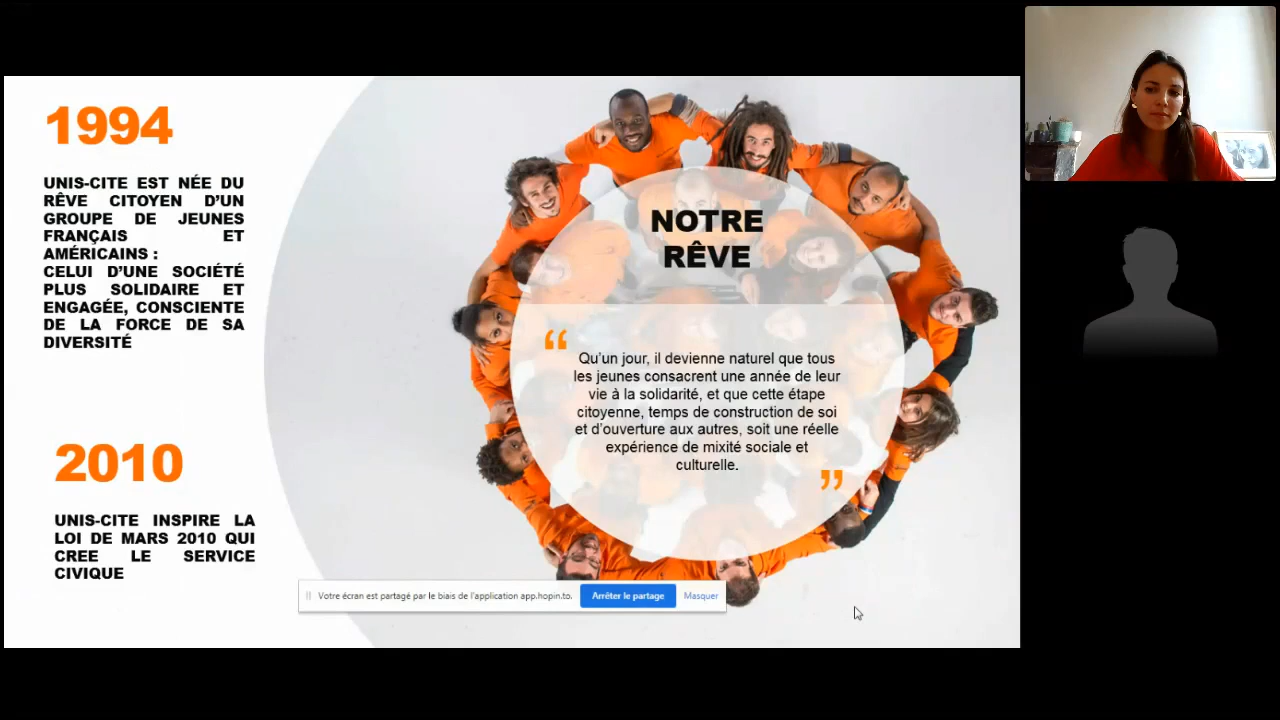 1994
UNIS-CITE EST NÉE DU
RÊVE CITOYEN D'UN
GROUPE DE JEUNES
FRANÇAIS ET
AMÉRICAINS :
CELUI D'UNE SOCIÉTÉ
PLUS SOLIDAIRE ET
ENGAGÉE, CONSCIENTE
DE LA FORCE DE SA
DIVERSITÉ
2010
UNIS-CITE INSPIRE LA
LOI DE MARS 2010 QUI
CREE LE SERVICE
CIVIQUE
NOTRE
RÊVE
“
Qu'un jour, il devienne naturel que tous
les jeunes consacrent une année de leur
vie à la solidarité, et que cette étape
citoyenne, temps de construction de soi
et d'ouverture aux autres, soit une réelle
expérience de mixité sociale et
culturelle.
”
Votre écran est partagé par le biais de l'application app.hopin.to. Arrêter le partage Masquer